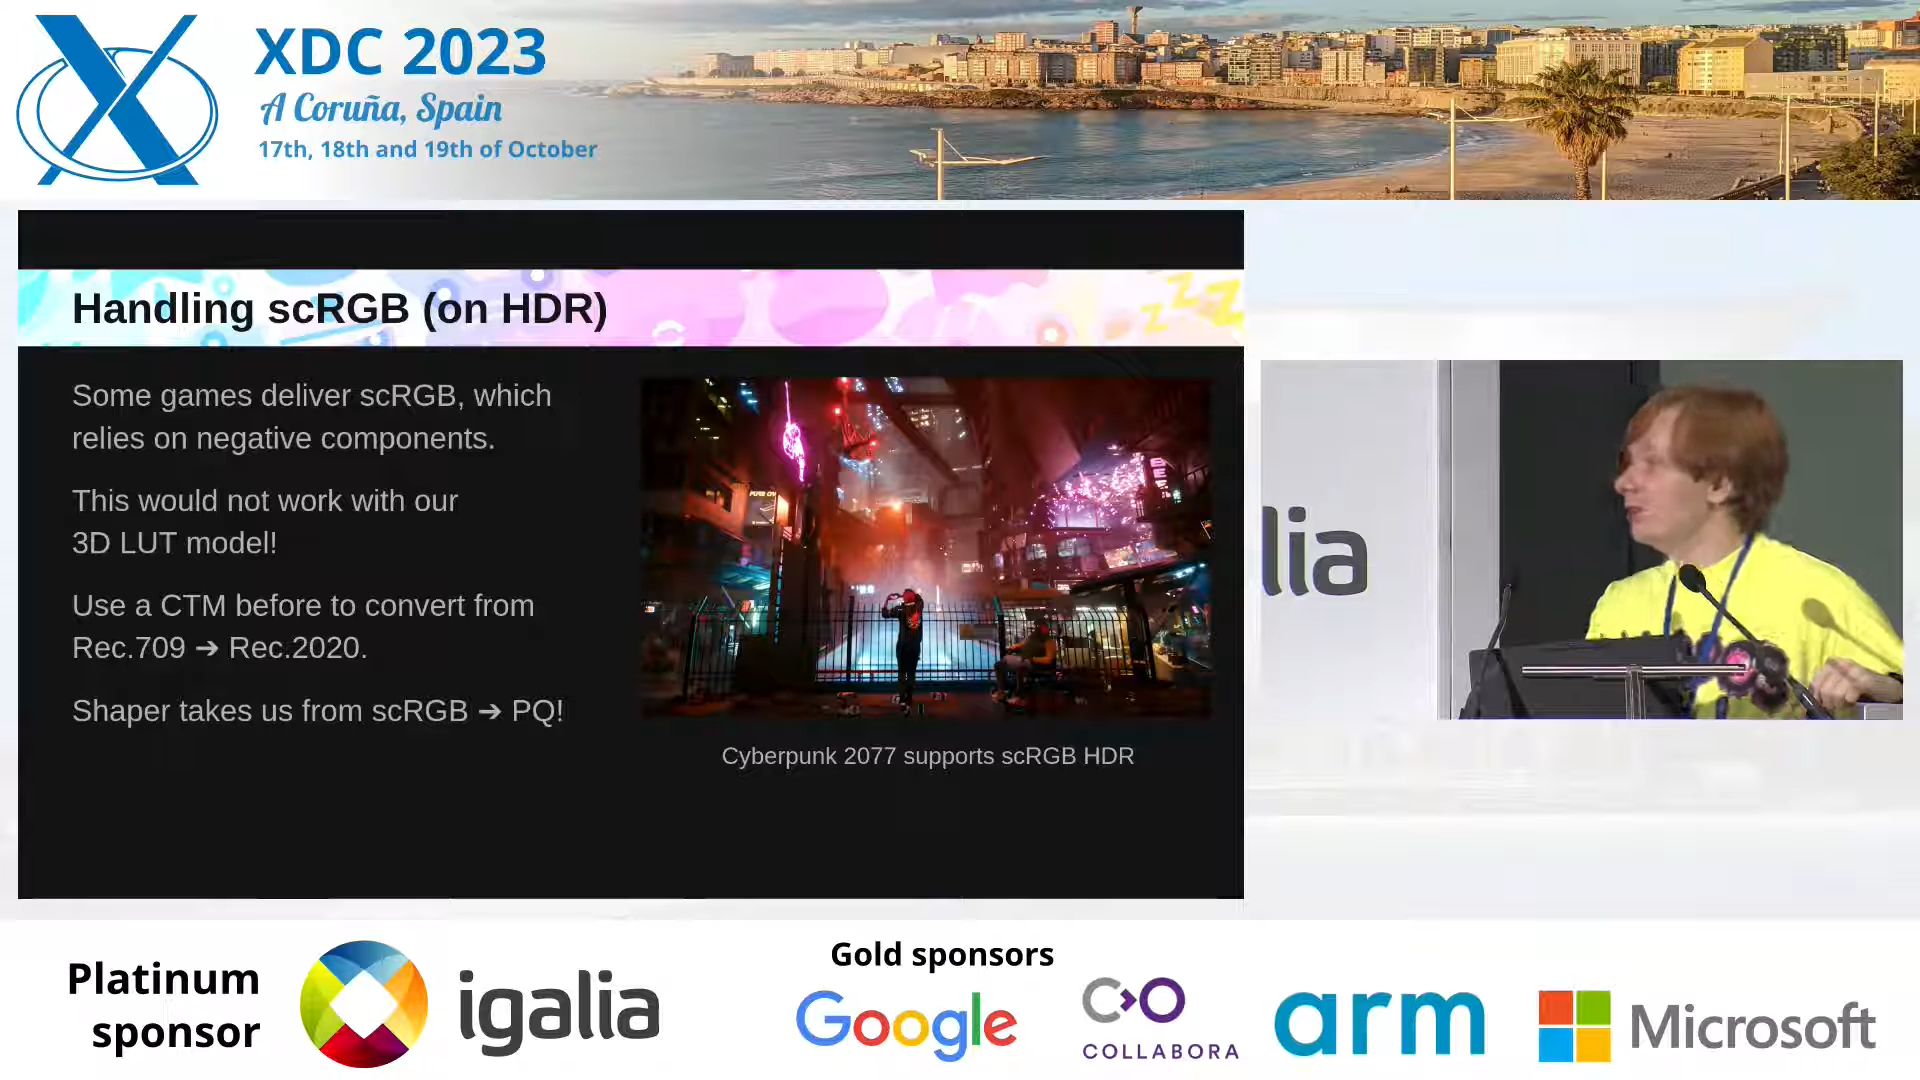 XDC 2023
A Coruña, Spain
17th, 18th and 19th of October
Handling scRGB (on HDR)
Some games deliver scRGB, which
relies on negative components.
This would not work with our
3D LUT model!
Use a CTM before to convert from
Rec.709 ➔ Rec.2020.
Shaper takes us from scRGB ➔ PQ!
Cyberpunk 2077 supports scRGB HDR
lia
Platinum
sponsor
igalia
Gold sponsors
Google
COLLABORA
arm
Microsoft